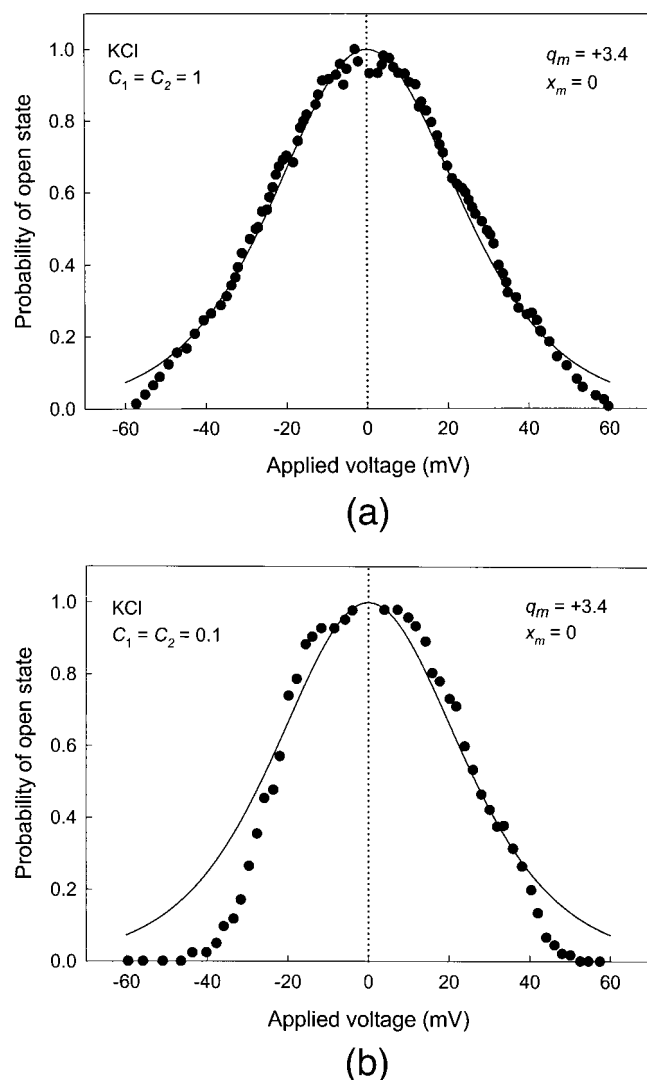 KCl
C₁ = C₂ = 1
qₘ = +3.4
xₘ = 0
Probability of open state
1.0
0.8
0.6
0.4
0.2
0.0
-60 -40 -20 0 20 40 60
Applied voltage (mV)
(a)
KCl
C₁ = C₂ = 0.1
qₘ = +3.4
xₘ = 0
Probability of open state
1.0
0.8
0.6
0.4
0.2
0.0
-60 -40 -20 0 20 40 60
Applied voltage (mV)
(b)